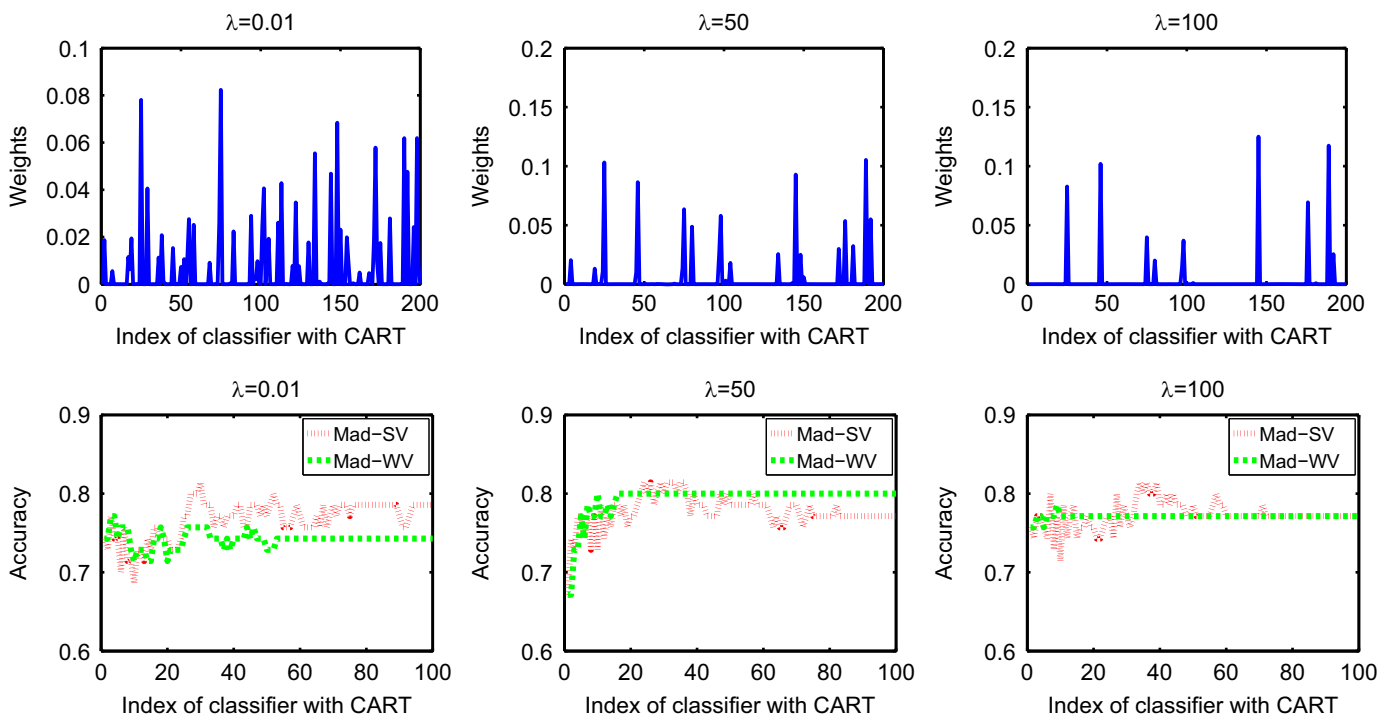 λ=0.01
0.1
0.08
0.06
0.04
0.02
0
Weights
0 50 100 150 200
Index of classifier with CART
λ=50
0.2
0.15
0.1
0.05
0
Weights
0 50 100 150 200
Index of classifier with CART
λ=100
0.2
0.15
0.1
0.05
0
Weights
0 50 100 150 200
Index of classifier with CART
λ=0.01
0.9
0.8
0.7
0.6
Accuracy
Mad-SV
Mad-WV
0 20 40 60 80 100
Index of classifier with CART
λ=50
0.9
0.8
0.7
0.6
Accuracy
Mad-SV
Mad-WV
0 20 40 60 80 100
Index of classifier with CART
λ=100
0.9
0.8
0.7
0.6
Accuracy
Mad-SV
Mad-WV
0 20 40 60 80 100
Index of classifier with CART